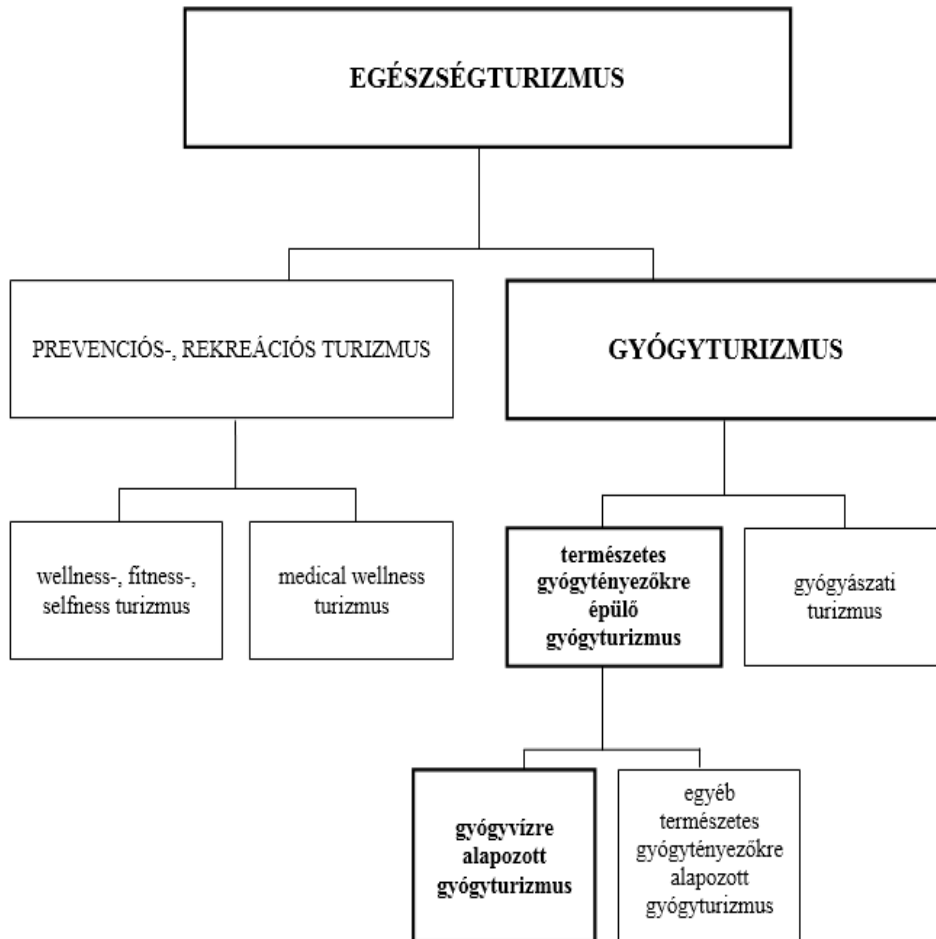 EGÉSZSÉGTURIZMUS
PREVENCIÓS-, REKREÁCIÓS TURIZMUS
GYÓGYTURIZMUS
wellness-, fitness-,
selfness turizmus
medical wellness
turizmus
természetes
gyógytényezőkre
épülő
gyógyturizmus
gyógyászati
turizmus
gyógyvízre
alapozott
gyógyturizmus
egyéb
természetes
gyógytényezőkre
alapozott
gyógyturizmus